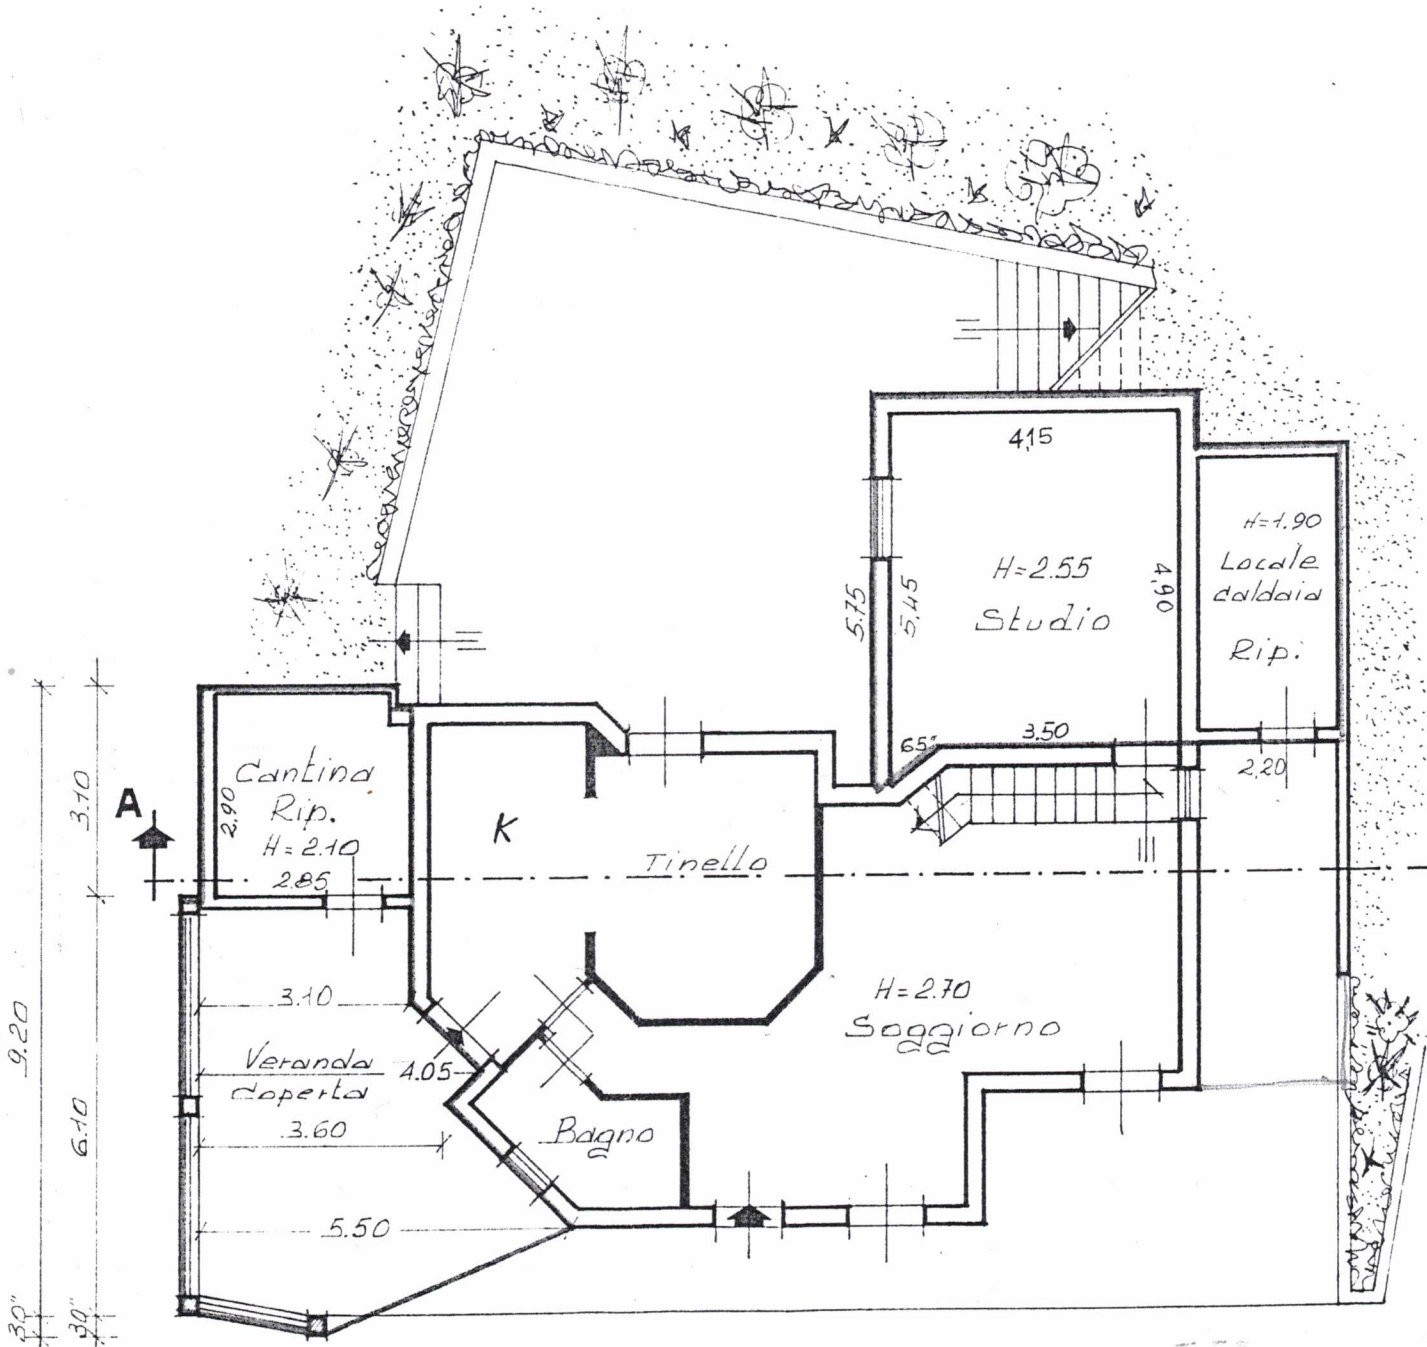 4,15
H=1.90
Locale
caldaia
Rip.
H=2.55
Studio
5.75
5,45
4,90
3.50
65"
2,20
Cantina
Rip.
H=2.10
2,90
2.85
3.10
A
K
Tinello
H=2.70
Soggiorno
3.10
Veranda
coperta
4.05
3.60
Bagno
5.50
9.20
6.10
30"
30"